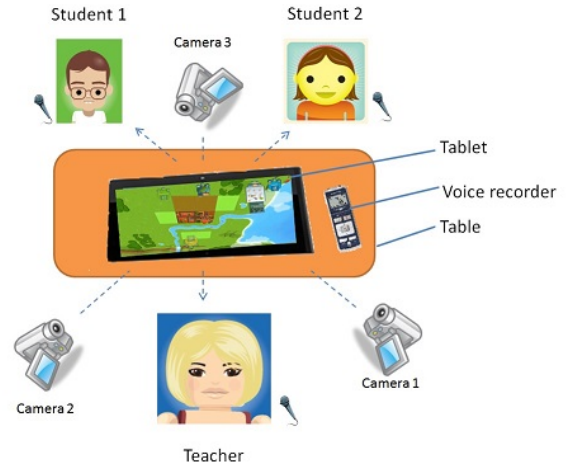 Student 1
Student 2
Camera 3
Tablet
Voice recorder
Table
Camera 2
Camera 1
Teacher